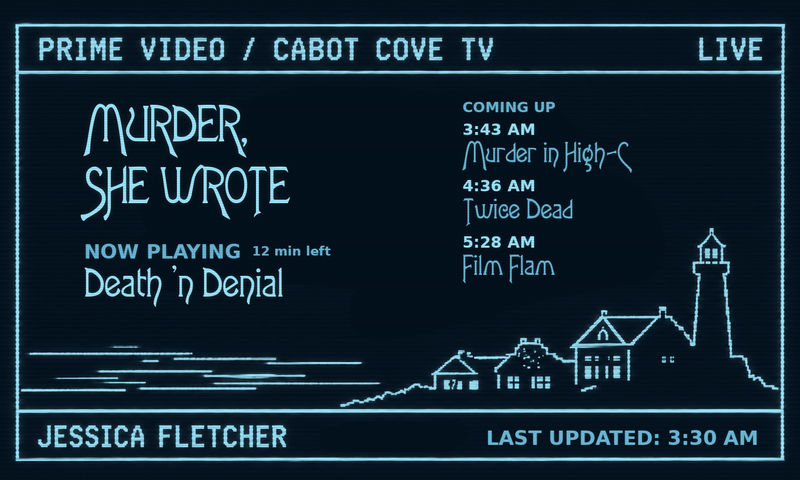 PRIME VIDEO / CABOT COVE TV
LIVE
MURDER,
SHE WROTE
NOW PLAYING 12 min left
Death 'n Denial
COMING UP
3:43 AM
Murder in High-C
4:36 AM
Twice Dead
5:28 AM
Film Flam
JESSICA FLETCHER
LAST UPDATED: 3:30 AM